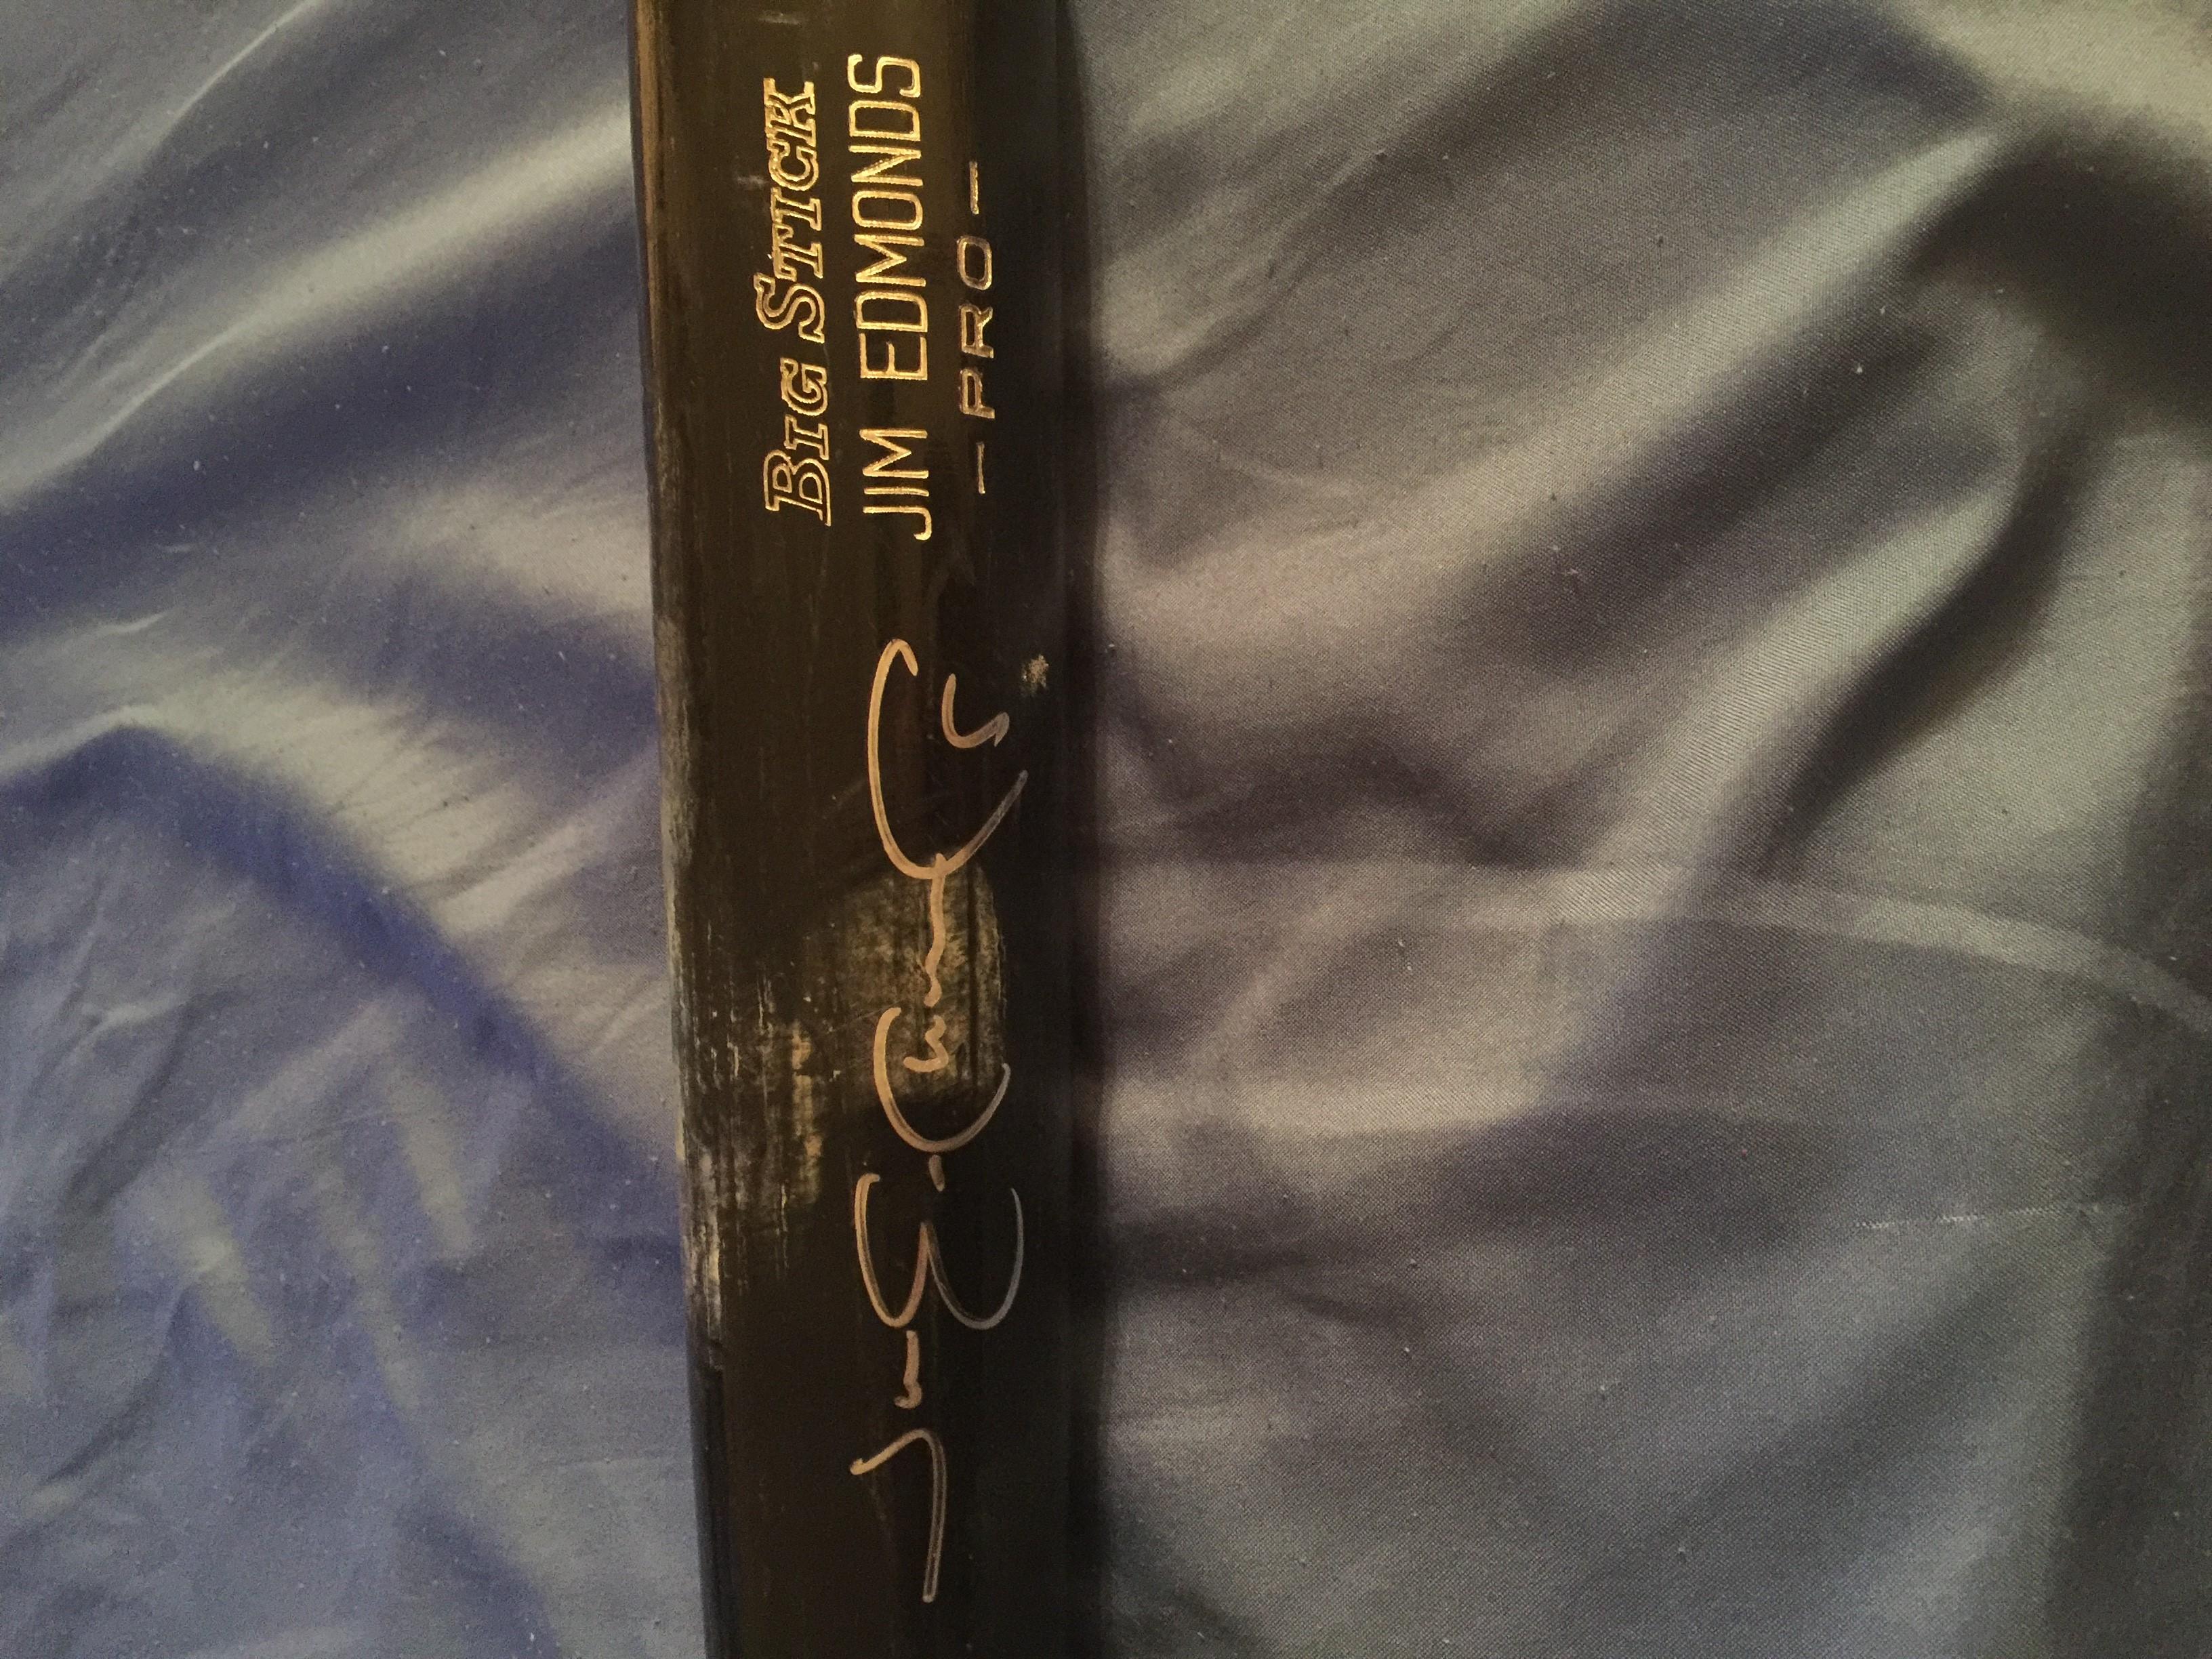 BIG STICK
JIM EDMONDS
-PRO-